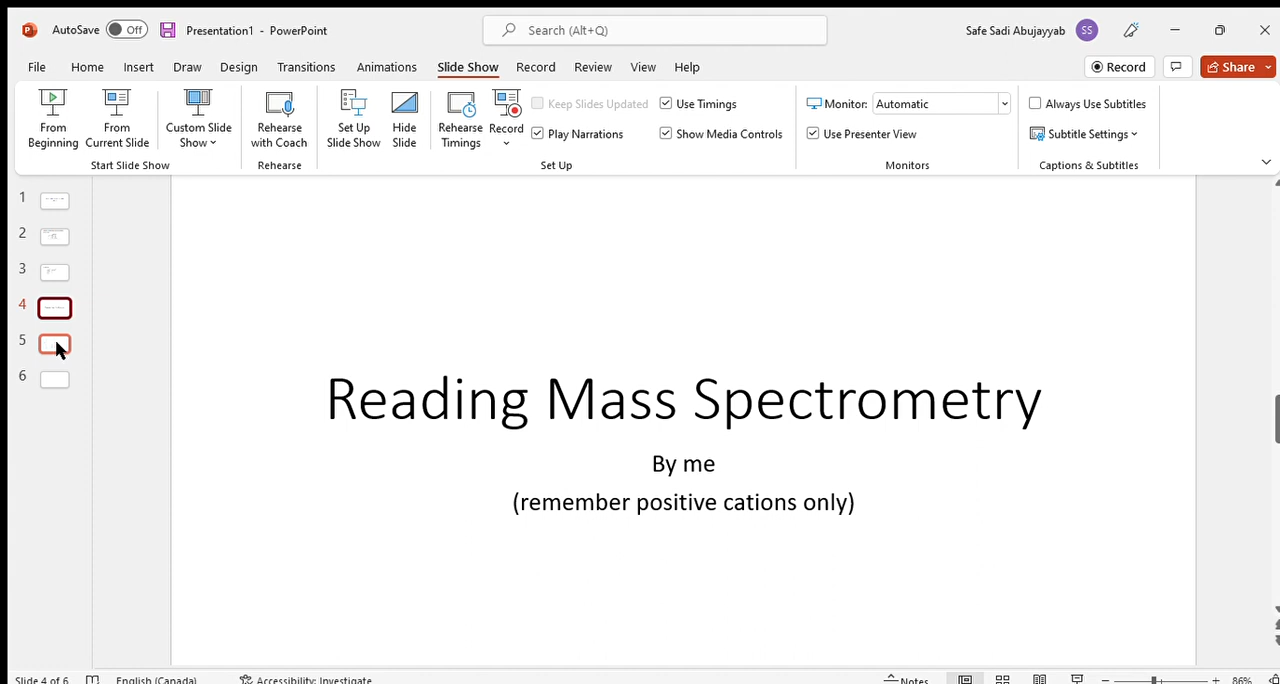 AutoSave Off Presentation1 - PowerPoint Search (Alt+Q) Safe Sadi Abujayyab SS
File Home Insert Draw Design Transitions Animations Slide Show Record Review View Help Record Share
From Beginning From Current Slide Custom Slide Show Rehearse with Coach Set Up Slide Show Hide Slide Rehearse Timings Record
Keep Slides Updated Use Timings Monitor: Automatic Always Use Subtitles
Play Narrations Show Media Controls Use Presenter View Subtitle Settings
Start Slide Show Rehearse Set Up Monitors Captions & Subtitles
1
2
3
4
5
6
Reading Mass Spectrometry
By me
(remember positive cations only)
Slide 4 of 6 English (Canada) Accessibility: Investigate Notes 86%